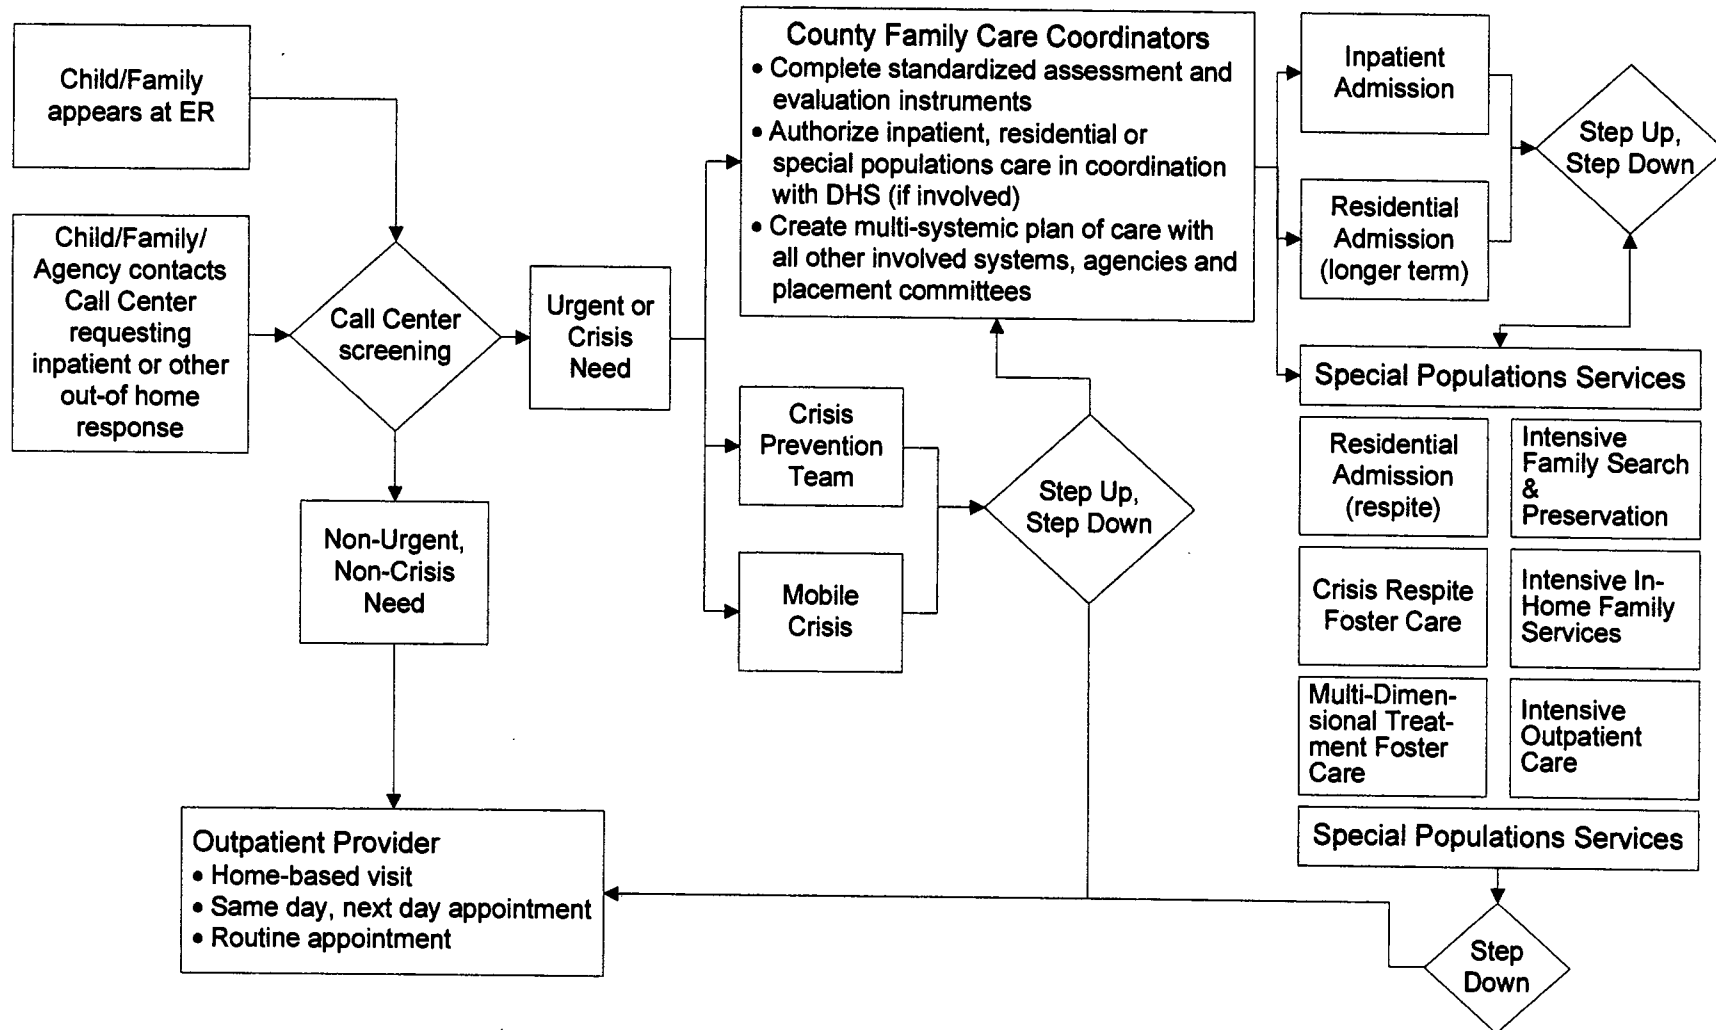 Child/Family
appears at ER
Child/Family/
Agency contacts
Call Center
requesting
inpatient or other
out-of home
response
Call Center
screening
Non-Urgent,
Non-Crisis
Need
Outpatient Provider
• Home-based visit
• Same day, next day appointment
• Routine appointment
Urgent or
Crisis
Need
County Family Care Coordinators
• Complete standardized assessment and
evaluation instruments
• Authorize inpatient, residential or
special populations care in coordination
with DHS (if involved)
• Create multi-systemic plan of care with
all other involved systems, agencies and
placement committees
Crisis
Prevention
Team
Mobile
Crisis
Step Up,
Step Down
Inpatient
Admission
Residential
Admission
(longer term)
Step Up,
Step Down
Special Populations Services
Residential
Admission
(respite)
Intensive
Family Search
&
Preservation
Crisis Respite
Foster Care
Intensive In-
Home Family
Services
Multi-Dimen-
sional Treat-
ment Foster
Care
Intensive
Outpatient
Care
Special Populations Services
Step
Down